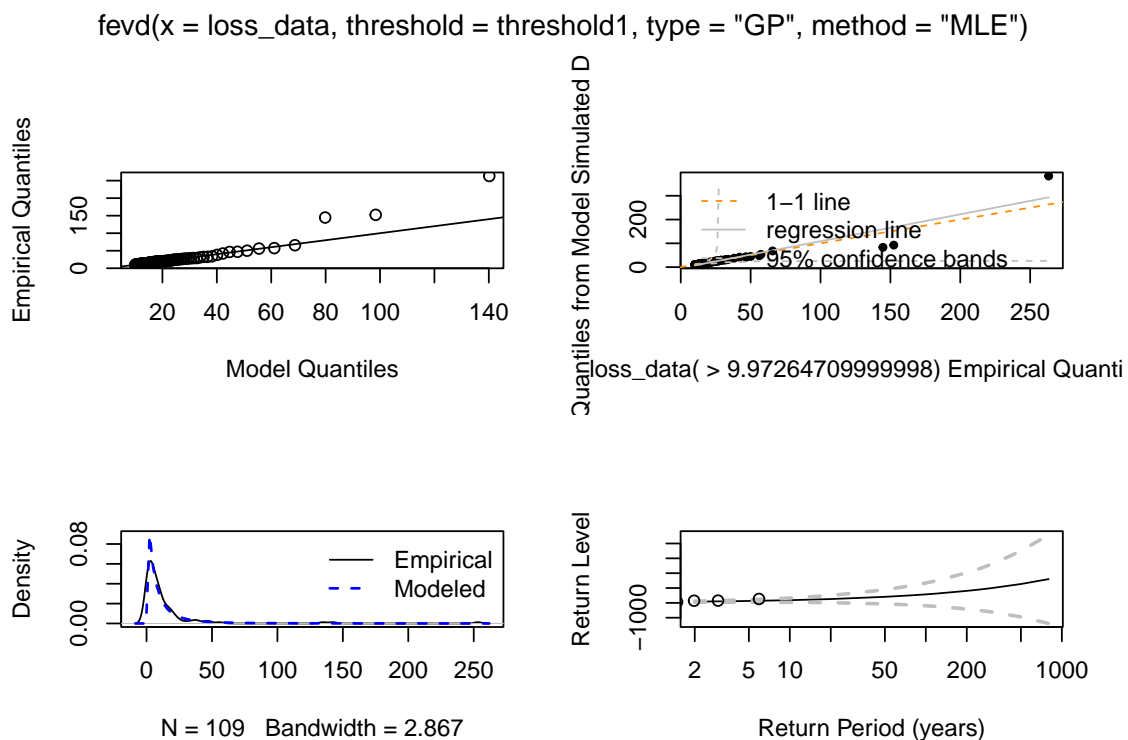 fevd(x = loss_data, threshold = threshold1, type = "GP", method = "MLE")
Empirical Quantiles
0 150
20 40 60 80 100 140
Model Quantiles
Quantiles from Model Simulated D
0 200
1–1 line
regression line
95% confidence bands
0 50 100 150 200 250
loss_data( > 9.97264709999998) Empirical Quanti
Density
0.00 0.08
Empirical
Modeled
0 50 100 150 200 250
N = 109 Bandwidth = 2.867
Return Level
−1000
2 5 10 50 200 1000
Return Period (years)